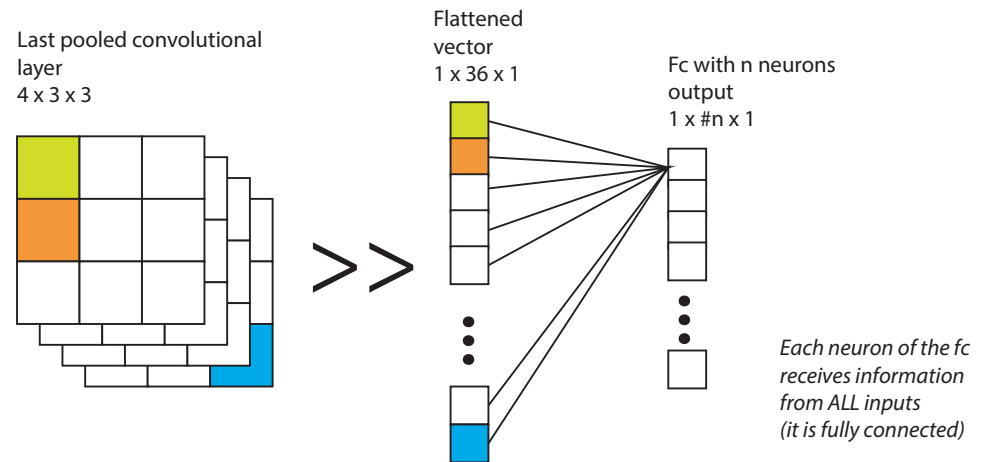 Last pooled convolutional
layer
4 x 3 x 3
Flattened
vector
1 x 36 x 1
Fc with n neurons
output
1 x #n x 1
>>
Each neuron of the fc
receives information
from ALL inputs
(it is fully connected)